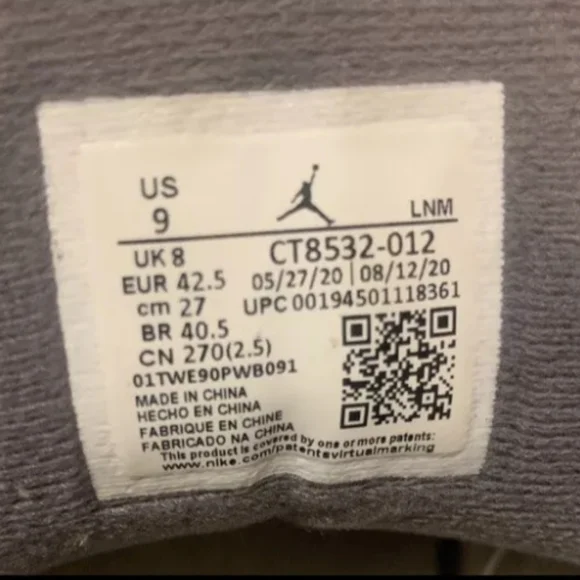 US
9
LNM
UK 8 CT8532-012
EUR 42.5 05/27/20 | 08/12/20
cm 27 UPC 00194501118361
BR 40.5
CN 270(2.5)
01TWE90PWB091
MADE IN CHINA
HECHO EN CHINA
FABRIQUE EN CHINE
FABRICADO NA CHINA
This product is covered by one or more patents:
www.nike.com/patentsvirtualmarking